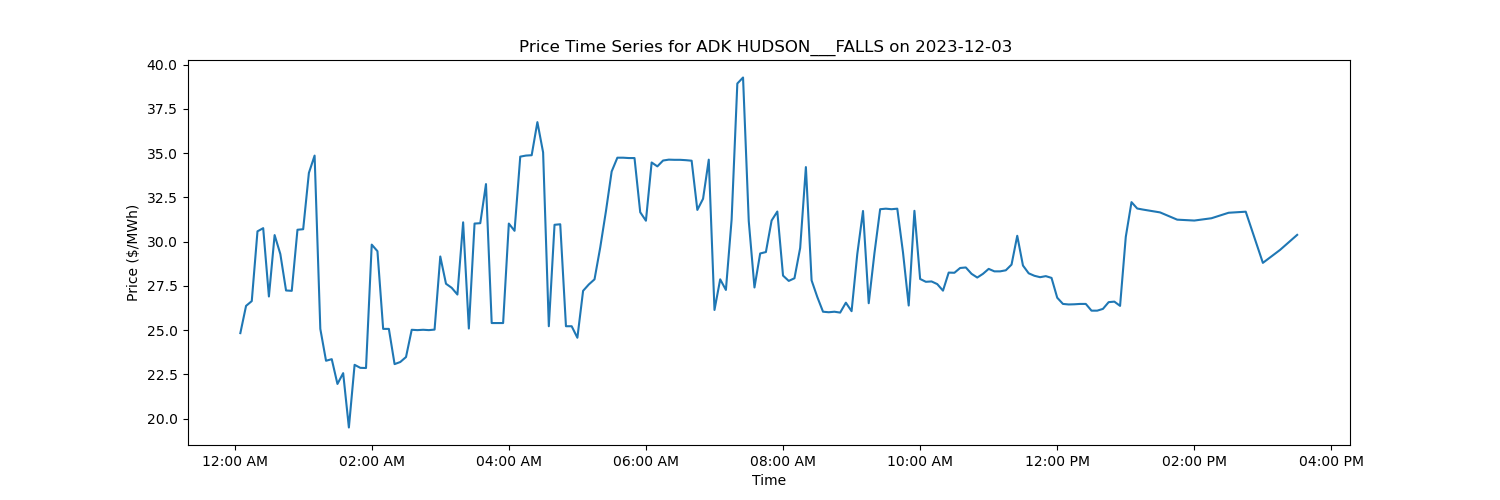 Price Time Series for ADK HUDSON___FALLS on 2023-12-03
Price ($/MWh)
40.0
37.5
35.0
32.5
30.0
27.5
25.0
22.5
20.0
12:00 AM 02:00 AM 04:00 AM 06:00 AM 08:00 AM 10:00 AM 12:00 PM 02:00 PM 04:00 PM
Time